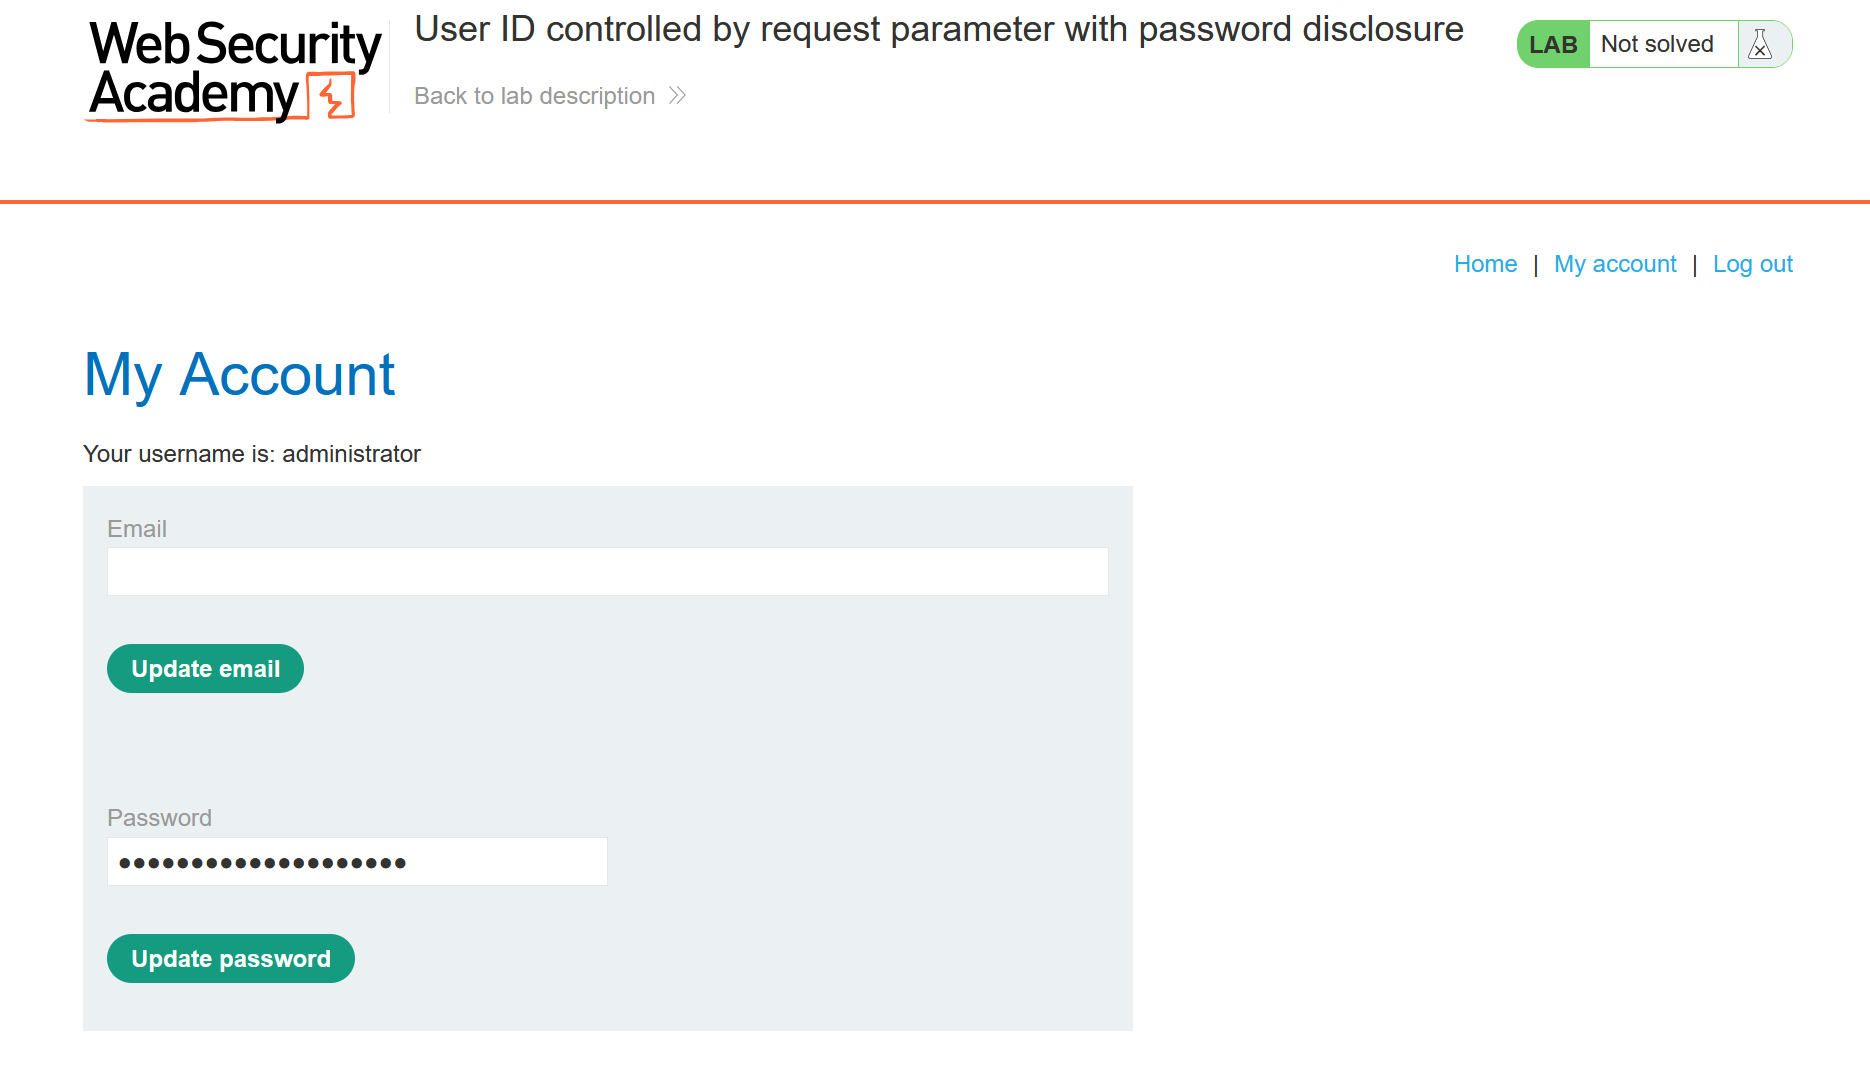 Web Security
Academy
User ID controlled by request parameter with password disclosure
Back to lab description
LAB Not solved
Home | My account | Log out
My Account
Your username is: administrator
Email
Update email
Password
●●●●●●●●●●●●●●●●●●●●
Update password